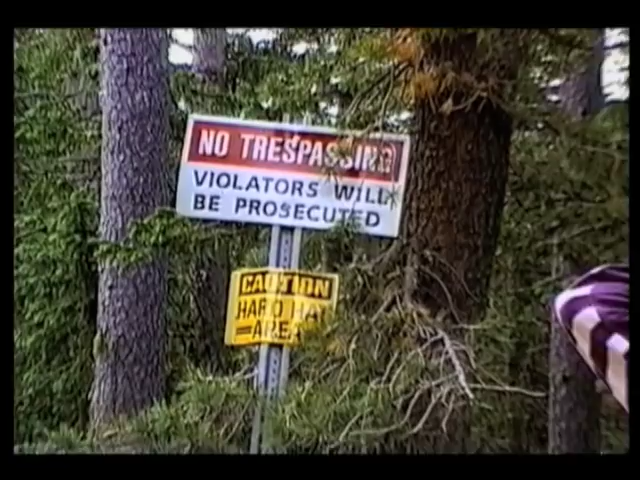 NO TRESPASSING
VIOLATORS WILL
BE PROSECUTED
CAUTION
HARD HAT
AREA